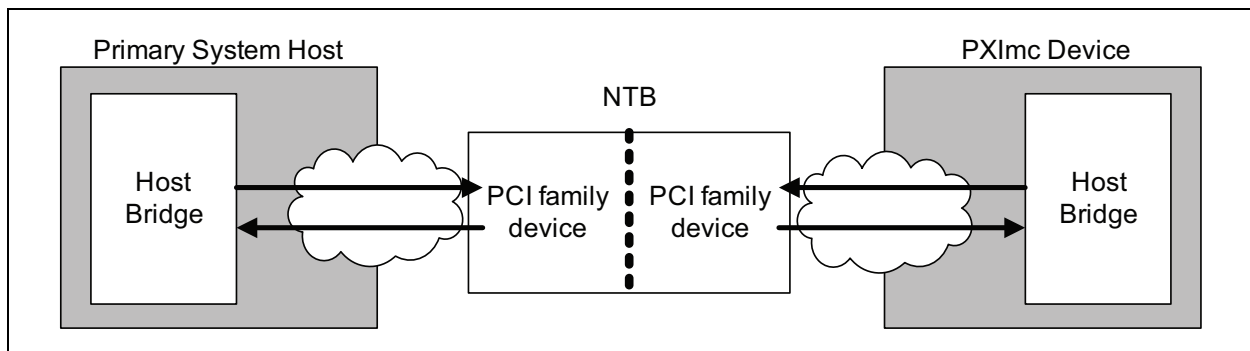 Primary System Host
PXImc Device
NTB
Host
Bridge
PCI family
device
PCI family
device
Host
Bridge